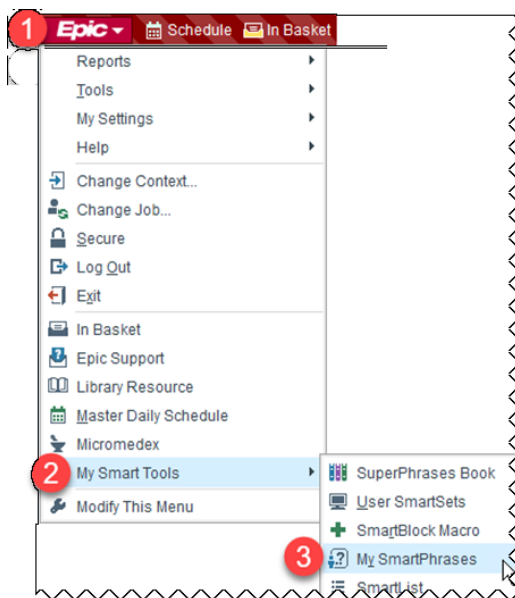 1 Epic Schedule In Basket
Reports
Tools
My Settings
Help
Change Context...
Change Job...
Secure
Log Out
Exit
In Basket
Epic Support
Library Resource
Master Daily Schedule
Micromedex
2 My Smart Tools
Modify This Menu
SuperPhrases Book
User SmartSets
SmartBlock Macro
3 My SmartPhrases
SmartList